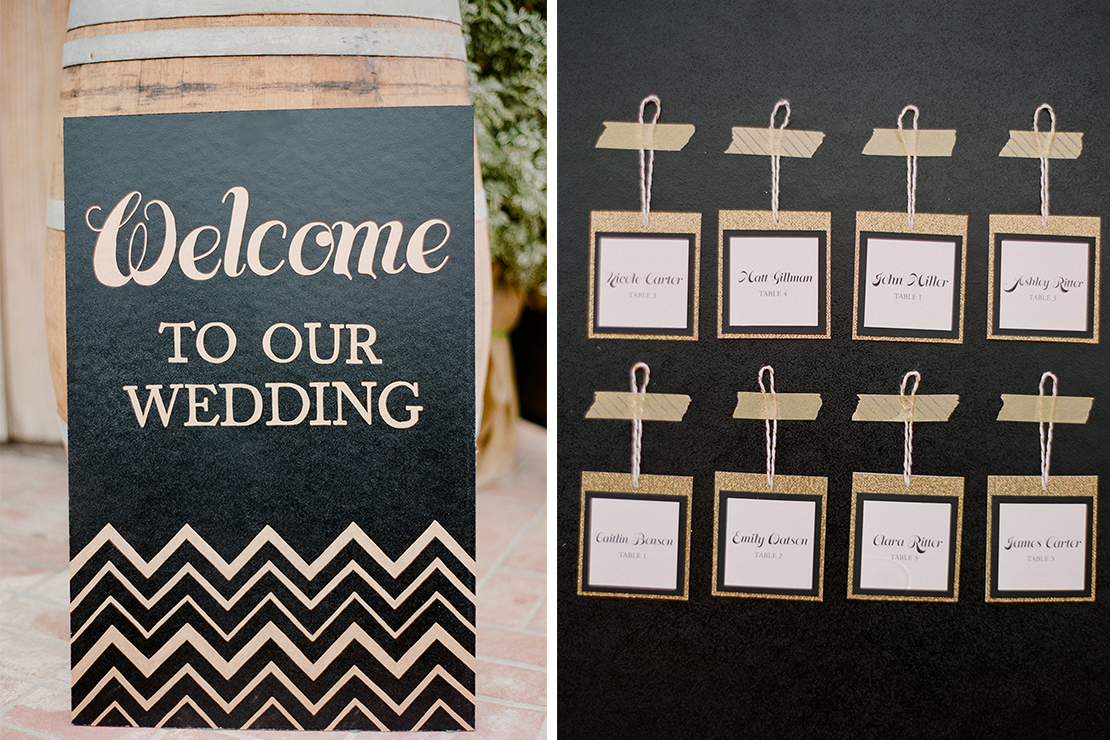 Welcome
TO OUR
WEDDING
Nicole Carter
TABLE 3
Matt Gillman
TABLE 4
John Miller
TABLE 1
Ashley Ritter
TABLE 3
Caitlin Benson
TABLE 1
Emily Watson
TABLE 2
Clara Ritter
TABLE 3
James Carter
TABLE 3